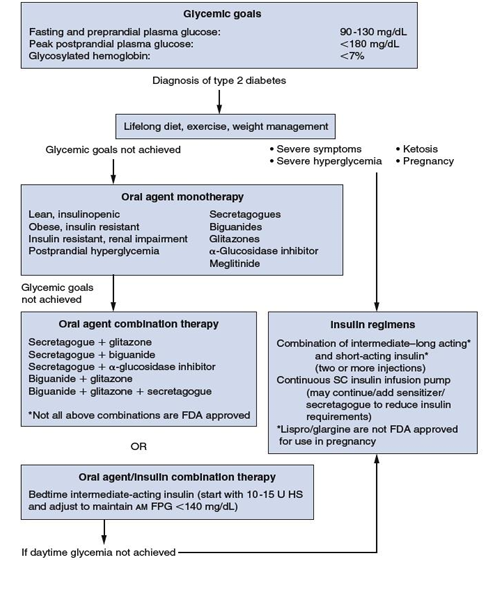 Glycemic goals
Fasting and preprandial plasma glucose: 90-130 mg/dL
Peak postprandial plasma glucose: <180 mg/dL
Glycosylated hemoglobin: <7%
Diagnosis of type 2 diabetes
Lifelong diet, exercise, weight management
Glycemic goals not achieved
• Severe symptoms • Ketosis
• Severe hyperglycemia • Pregnancy
Oral agent monotherapy
Lean, insulinopenic Secretagogues
Obese, insulin resistant Biguanides
Insulin resistant, renal impairment Glitazones
Postprandial hyperglycemia α-Glucosidase inhibitor
Meglitinide
Glycemic goals
not achieved
Oral agent combination therapy
Secretagogue + glitazone
Secretagogue + biguanide
Secretagogue + α-glucosidase inhibitor
Biguanide + glitazone
Biguanide + glitazone + secretagogue
*Not all above combinations are FDA approved
Insulin regimens
Combination of intermediate–long acting*
and short-acting insulin*
(two or more injections)
Continuous SC insulin infusion pump
(may continue/add sensitizer/
secretagogue to reduce insulin
requirements)
*Lispro/glargine are not FDA approved
for use in pregnancy
OR
Oral agent/Insulin combination therapy
Bedtime intermediate-acting insulin (start with 10-15 U HS
and adjust to maintain AM FPG <140 mg/dL)
If daytime glycemia not achieved